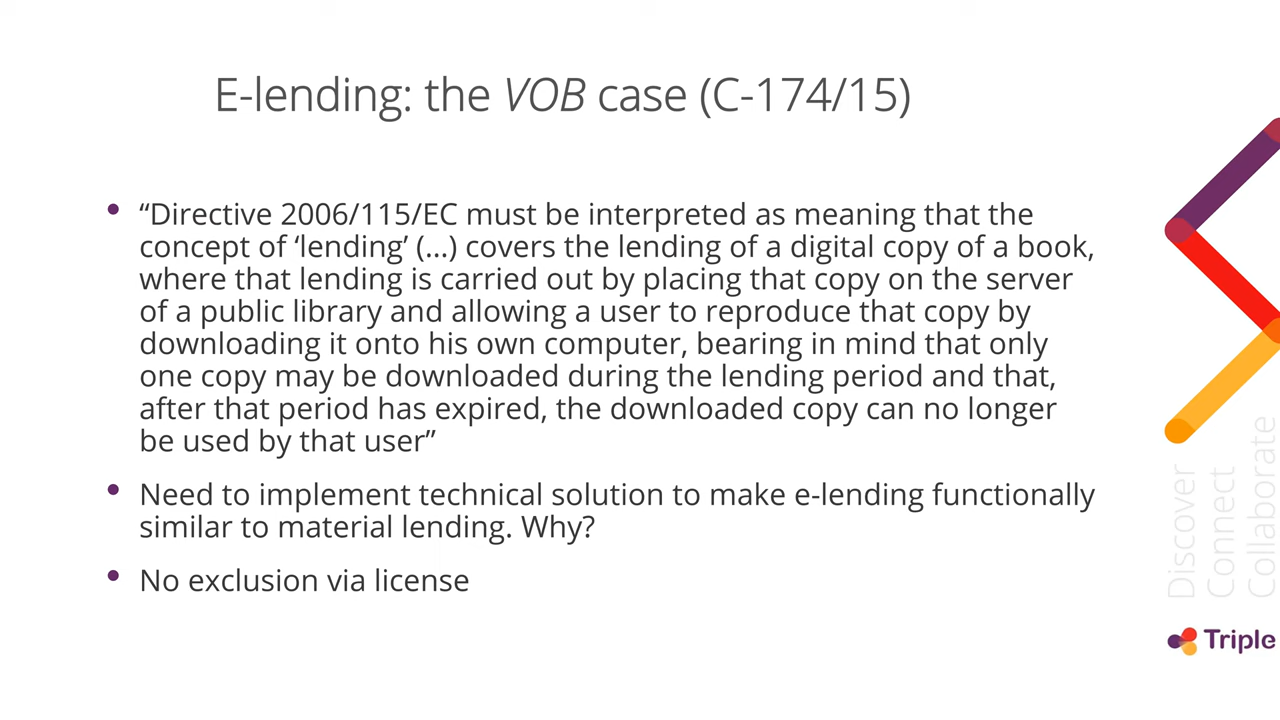 E-lending: the VOB case (C-174/15)
• “Directive 2006/115/EC must be interpreted as meaning that the
concept of ‘lending’ (...) covers the lending of a digital copy of a book,
where that lending is carried out by placing that copy on the server
of a public library and allowing a user to reproduce that copy by
downloading it onto his own computer, bearing in mind that only
one copy may be downloaded during the lending period and that,
after that period has expired, the downloaded copy can no longer
be used by that user”
• Need to implement technical solution to make e-lending functionally
similar to material lending. Why?
• No exclusion via license
Discover
Connect
Collaborate
Triple